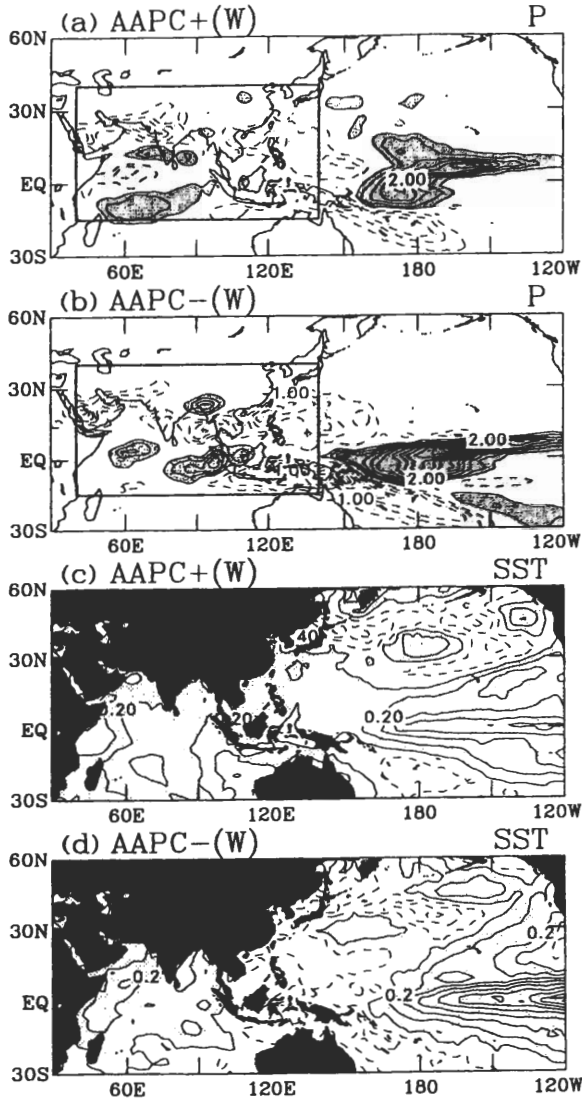 (a) AAPC+(W) P
60N
30N
EQ
30S
2.00
60E 120E 180 120W
(b) AAPC-(W) P
60N
30N
EQ
30S
1.00
2.00
1.00
2.00
1.00
60E 120E 180 120W
(c) AAPC+(W) SST
60N
30N
EQ
30S
.40
0.20
0.20
0.20
60E 120E 180 120W
(d) AAPC-(W) SST
60N
30N
EQ
30S
0.2
0.2
0.2
60E 120E 180 120W